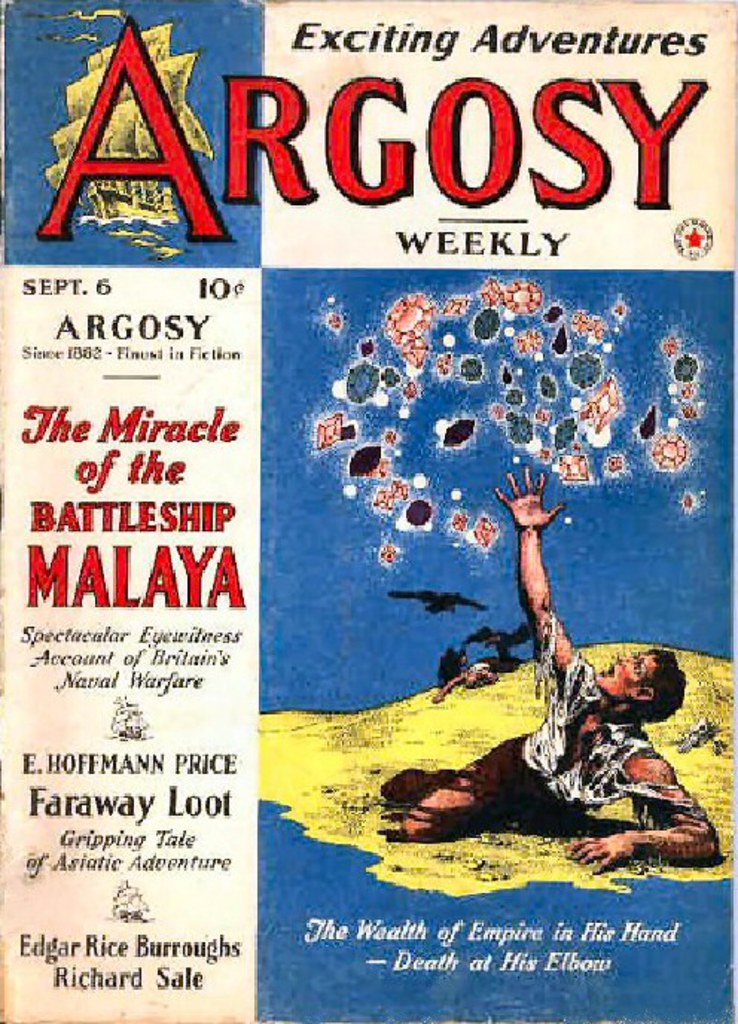 Exciting Adventures
ARGOSY
WEEKLY
SEPT. 6 10¢
ARGOSY
Since 1882 - Finest in Fiction
The Miracle
of the
BATTLESHIP
MALAYA
Spectacular Eyewitness
Account of Britain's
Naval Warfare
E. HOFFMANN PRICE
Faraway Loot
Gripping Tale
of Asiatic Adventure
Edgar Rice Burroughs
Richard Sale
The Wealth of Empire in His Hand
— Death at His Elbow